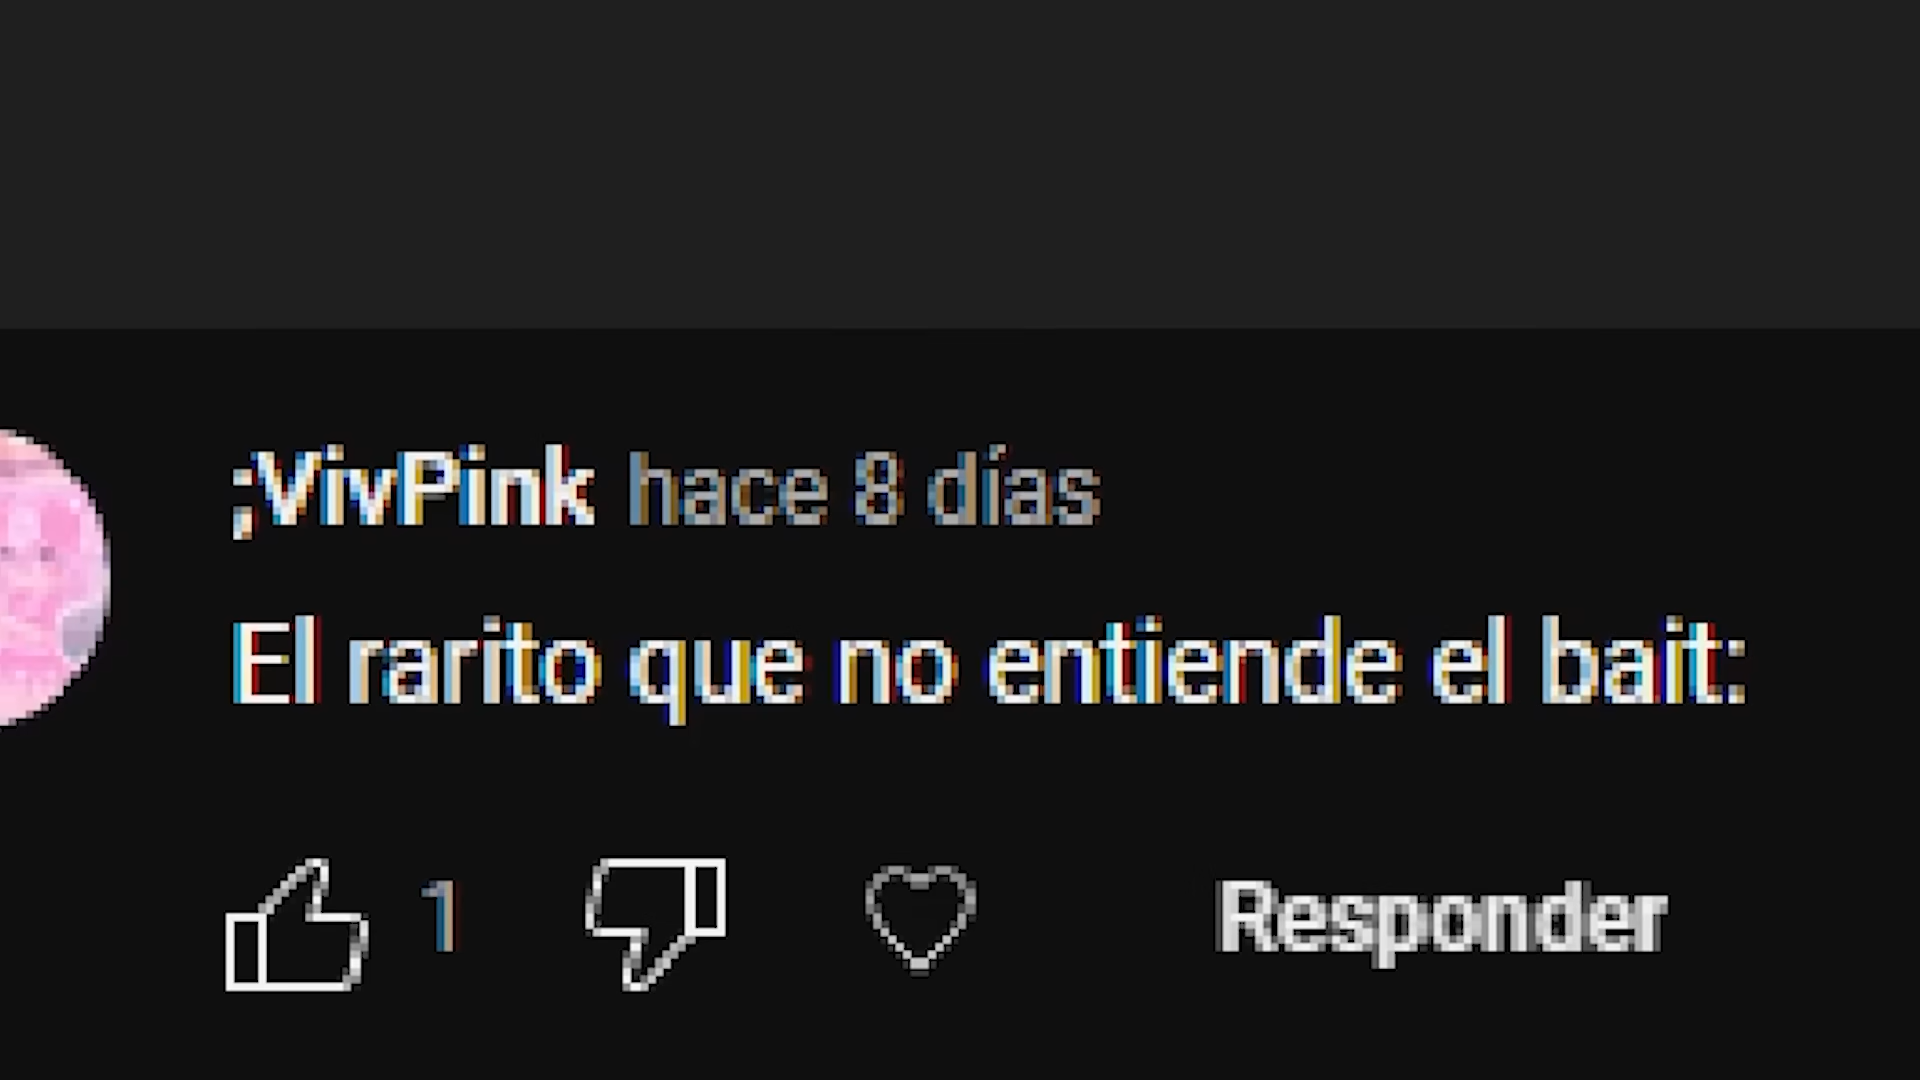 ;VivPink hace 8 días
El rarito que no entiende el bait:
1 Responder